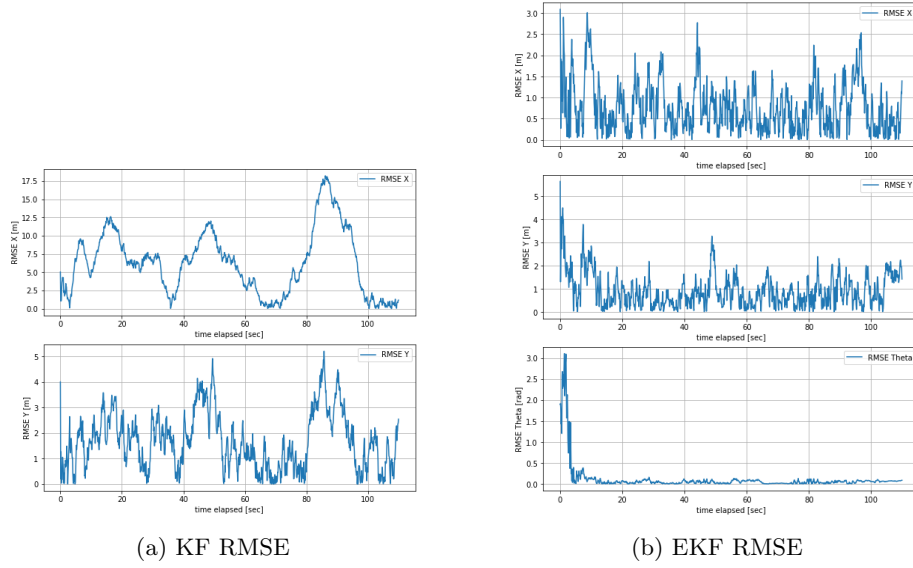 RMSE X
RMSE X [m]
17.5
15.0
12.5
10.0
7.5
5.0
2.5
0.0
0 20 40 60 80 100
time elapsed [sec]
RMSE Y
RMSE Y [m]
5
4
3
2
1
0
0 20 40 60 80 100
time elapsed [sec]
(a) KF RMSE
RMSE X
RMSE X [m]
3.0
2.5
2.0
1.5
1.0
0.5
0.0
0 20 40 60 80 100
time elapsed [sec]
RMSE Y
RMSE Y [m]
5
4
3
2
1
0
0 20 40 60 80 100
time elapsed [sec]
RMSE Theta
RMSE Theta [rad]
3.0
2.5
2.0
1.5
1.0
0.5
0.0
0 20 40 60 80 100
time elapsed [sec]
(b) EKF RMSE